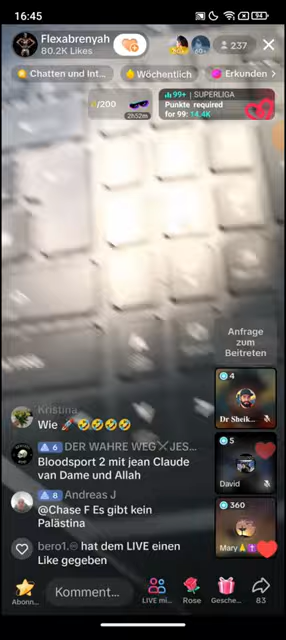 16:45
94
Flexabrenyah
80.2K Likes
237
Chatten und Int...
Wöchentlich
Erkunden
/200
2h52m
99+ | SUPERLIGA
Punkte required
for 99: 14.4K
Anfrage
zum
Beitreten
4
Dr Sheik...
5
David
360
Mary
Kristina
Wie
6 DER WAHRE WEG X JES...
Bloodsport 2 mit jean Claude
van Dame und Allah
8 Andreas J
@Chase F Es gibt kein
Palästina
bero1. hat dem LIVE einen
Like gegeben
Abonn...
Komment...
LIVE mi...
Rose
Gesche...
83